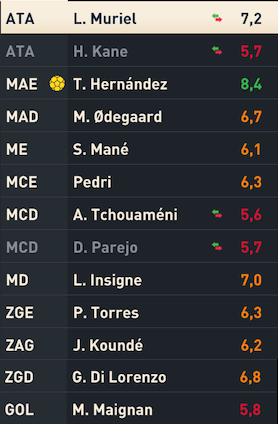 ATA L. Muriel 7,2
ATA H. Kane 5,7
MAE T. Hernández 8,4
MAD M. Ødegaard 6,7
ME S. Mané 6,1
MCE Pedri 6,3
MCD A. Tchouaméni 5,6
MCD D. Parejo 5,7
MD L. Insigne 7,0
ZGE P. Torres 6,3
ZAG J. Koundé 6,2
ZGD G. Di Lorenzo 6,8
GOL M. Maignan 5,8